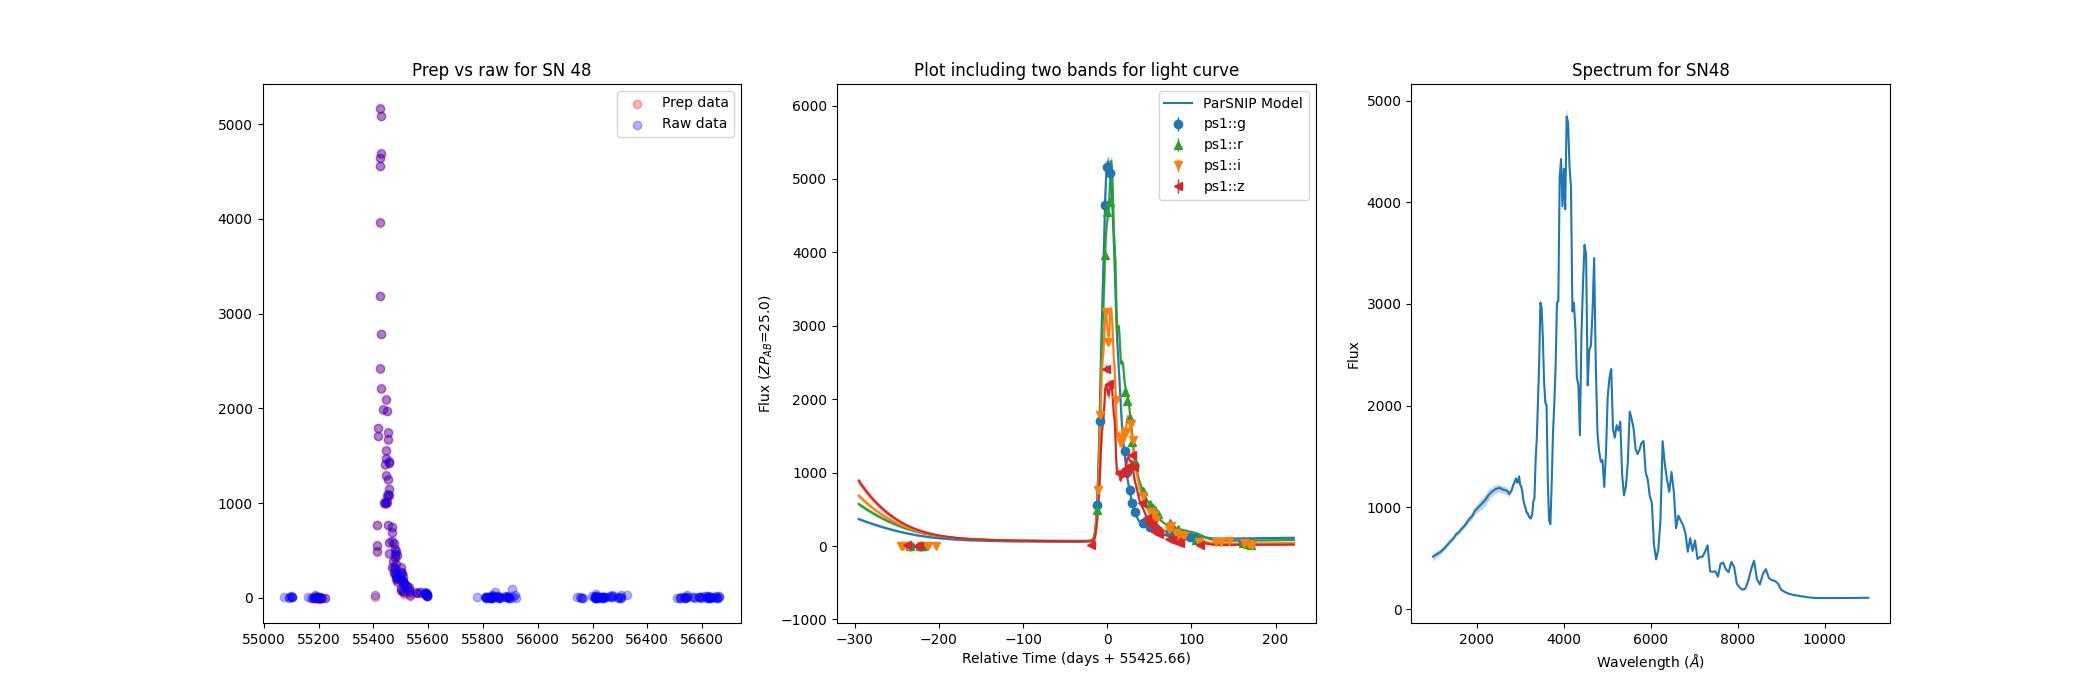 Prep vs raw for SN 48
Prep data
Raw data
5000
4000
3000
2000
1000
0
55000 55200 55400 55600 55800 56000 56200 56400 56600
Plot including two bands for light curve
ParSNIP Model
ps1::g
ps1::r
ps1::i
ps1::z
Flux (ZP_AB=25.0)
6000
5000
4000
3000
2000
1000
0
−1000
−300 −200 −100 0 100 200
Relative Time (days + 55425.66)
Spectrum for SN48
Flux
5000
4000
3000
2000
1000
0
2000 4000 6000 8000 10000
Wavelength (Å)